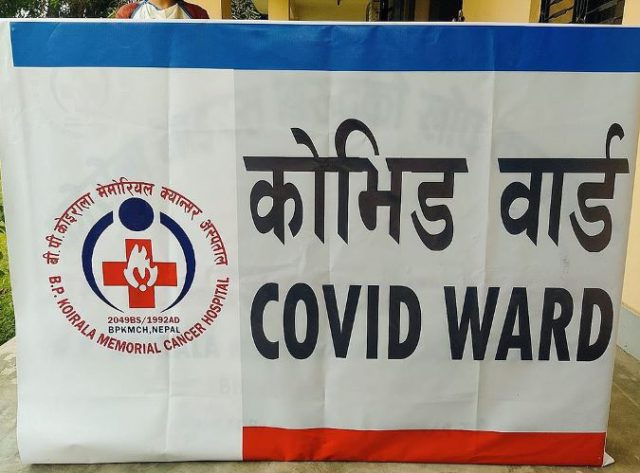 बी.पी.कोइराला मेमोरियल क्यान्सर अस्पताल
2049BS/1992AD
BPKMCH,NEPAL
B.P. KOIRALA MEMORIAL CANCER HOSPITAL
कोभिड वार्ड
COVID WARD